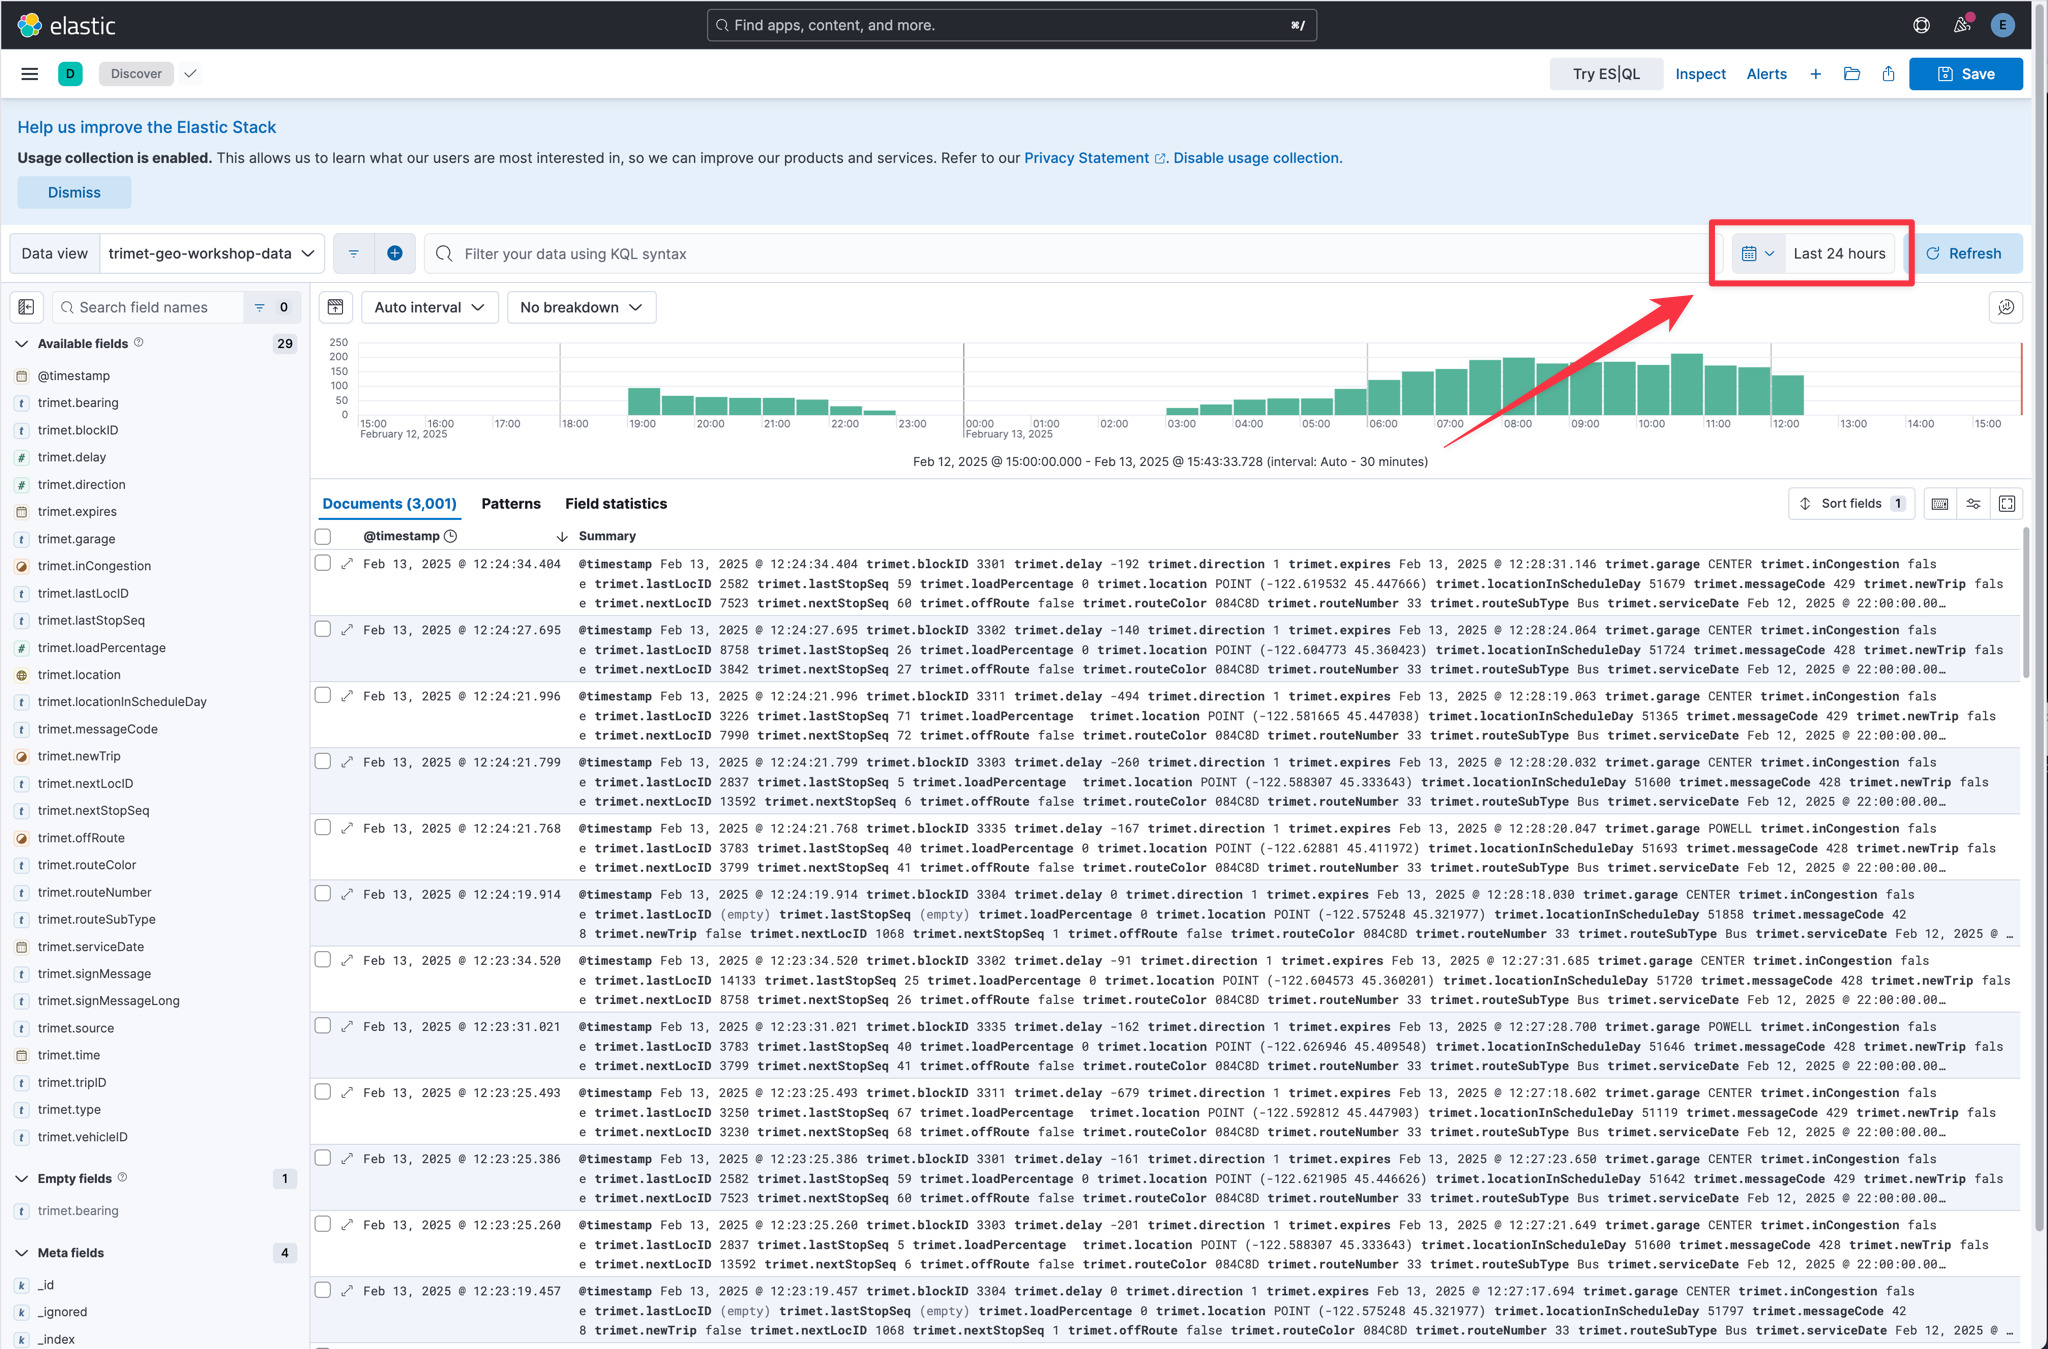 elastic
Find apps, content, and more.
⌘/
E
D
Discover
Try ES|QL
Inspect
Alerts
Save
Help us improve the Elastic Stack
Usage collection is enabled. This allows us to learn what our users are most interested in, so we can improve our products and services. Refer to our Privacy Statement. Disable usage collection.
Dismiss
Data view
trimet-geo-workshop-data
Filter your data using KQL syntax
Last 24 hours
Refresh
Search field names
0
Auto interval
No breakdown
Available fields
29
@timestamp
trimet.bearing
trimet.blockID
trimet.delay
trimet.direction
trimet.expires
trimet.garage
trimet.inCongestion
trimet.lastLocID
trimet.lastStopSeq
trimet.loadPercentage
trimet.location
trimet.locationInScheduleDay
trimet.messageCode
trimet.newTrip
trimet.nextLocID
trimet.nextStopSeq
trimet.offRoute
trimet.routeColor
trimet.routeNumber
trimet.routeSubType
trimet.serviceDate
trimet.signMessage
trimet.signMessageLong
trimet.source
trimet.time
trimet.tripID
trimet.type
trimet.vehicleID
Empty fields
1
trimet.bearing
Meta fields
4
_id
_ignored
_index
250
200
150
100
50
0
15:00 16:00 17:00 18:00 19:00 20:00 21:00 22:00 23:00 00:00 01:00 02:00 03:00 04:00 05:00 06:00 07:00 08:00 09:00 10:00 11:00 12:00 13:00 14:00 15:00
February 12, 2025 February 13, 2025
Feb 12, 2025 @ 15:00:00.000 - Feb 13, 2025 @ 15:43:33.728 (interval: Auto - 30 minutes)
Documents (3,001)
Patterns
Field statistics
Sort fields 1
@timestamp
Summary
Feb 13, 2025 @ 12:24:34.404 @timestamp Feb 13, 2025 @ 12:24:34.404 trimet.blockID 3301 trimet.delay -192 trimet.direction 1 trimet.expires Feb 13, 2025 @ 12:28:31.146 trimet.garage CENTER trimet.inCongestion fals
e trimet.lastLocID 2582 trimet.lastStopSeq 59 trimet.loadPercentage 0 trimet.location POINT (-122.619532 45.447666) trimet.locationInScheduleDay 51679 trimet.messageCode 429 trimet.newTrip fals
e trimet.nextLocID 7523 trimet.nextStopSeq 60 trimet.offRoute false trimet.routeColor 084C8D trimet.routeNumber 33 trimet.routeSubType Bus trimet.serviceDate Feb 12, 2025 @ 22:00:00.00…
Feb 13, 2025 @ 12:24:27.695 @timestamp Feb 13, 2025 @ 12:24:27.695 trimet.blockID 3302 trimet.delay -140 trimet.direction 1 trimet.expires Feb 13, 2025 @ 12:28:24.064 trimet.garage CENTER trimet.inCongestion fals
e trimet.lastLocID 8758 trimet.lastStopSeq 26 trimet.loadPercentage 0 trimet.location POINT (-122.604773 45.360423) trimet.locationInScheduleDay 51724 trimet.messageCode 428 trimet.newTrip fals
e trimet.nextLocID 3842 trimet.nextStopSeq 27 trimet.offRoute false trimet.routeColor 084C8D trimet.routeNumber 33 trimet.routeSubType Bus trimet.serviceDate Feb 12, 2025 @ 22:00:00.00…
Feb 13, 2025 @ 12:24:21.996 @timestamp Feb 13, 2025 @ 12:24:21.996 trimet.blockID 3311 trimet.delay -494 trimet.direction 1 trimet.expires Feb 13, 2025 @ 12:28:19.063 trimet.garage CENTER trimet.inCongestion fals
e trimet.lastLocID 3226 trimet.lastStopSeq 71 trimet.loadPercentage trimet.location POINT (-122.581665 45.447038) trimet.locationInScheduleDay 51365 trimet.messageCode 429 trimet.newTrip fals
e trimet.nextLocID 7990 trimet.nextStopSeq 72 trimet.offRoute false trimet.routeColor 084C8D trimet.routeNumber 33 trimet.routeSubType Bus trimet.serviceDate Feb 12, 2025 @ 22:00:00.00…
Feb 13, 2025 @ 12:24:21.799 @timestamp Feb 13, 2025 @ 12:24:21.799 trimet.blockID 3303 trimet.delay -260 trimet.direction 1 trimet.expires Feb 13, 2025 @ 12:28:20.032 trimet.garage CENTER trimet.inCongestion fals
e trimet.lastLocID 2837 trimet.lastStopSeq 5 trimet.loadPercentage trimet.location POINT (-122.588307 45.333643) trimet.locationInScheduleDay 51600 trimet.messageCode 428 trimet.newTrip fals
e trimet.nextLocID 13592 trimet.nextStopSeq 6 trimet.offRoute false trimet.routeColor 084C8D trimet.routeNumber 33 trimet.routeSubType Bus trimet.serviceDate Feb 12, 2025 @ 22:00:00.00…
Feb 13, 2025 @ 12:24:21.768 @timestamp Feb 13, 2025 @ 12:24:21.768 trimet.blockID 3335 trimet.delay -167 trimet.direction 1 trimet.expires Feb 13, 2025 @ 12:28:20.047 trimet.garage POWELL trimet.inCongestion fals
e trimet.lastLocID 3783 trimet.lastStopSeq 40 trimet.loadPercentage 0 trimet.location POINT (-122.62881 45.411972) trimet.locationInScheduleDay 51693 trimet.messageCode 428 trimet.newTrip fals
e trimet.nextLocID 3799 trimet.nextStopSeq 41 trimet.offRoute false trimet.routeColor 084C8D trimet.routeNumber 33 trimet.routeSubType Bus trimet.serviceDate Feb 12, 2025 @ 22:00:00.00…
Feb 13, 2025 @ 12:24:19.914 @timestamp Feb 13, 2025 @ 12:24:19.914 trimet.blockID 3304 trimet.delay 0 trimet.direction 1 trimet.expires Feb 13, 2025 @ 12:28:18.030 trimet.garage CENTER trimet.inCongestion fals
e trimet.lastLocID (empty) trimet.lastStopSeq (empty) trimet.loadPercentage 0 trimet.location POINT (-122.575248 45.321977) trimet.locationInScheduleDay 51858 trimet.messageCode 42
8 trimet.newTrip false trimet.nextLocID 1068 trimet.nextStopSeq 1 trimet.offRoute false trimet.routeColor 084C8D trimet.routeNumber 33 trimet.routeSubType Bus trimet.serviceDate Feb 12, 2025 @ …
Feb 13, 2025 @ 12:23:34.520 @timestamp Feb 13, 2025 @ 12:23:34.520 trimet.blockID 3302 trimet.delay -91 trimet.direction 1 trimet.expires Feb 13, 2025 @ 12:27:31.685 trimet.garage CENTER trimet.inCongestion fals
e trimet.lastLocID 14133 trimet.lastStopSeq 25 trimet.loadPercentage 0 trimet.location POINT (-122.604573 45.360201) trimet.locationInScheduleDay 51720 trimet.messageCode 428 trimet.newTrip fals
e trimet.nextLocID 8758 trimet.nextStopSeq 26 trimet.offRoute false trimet.routeColor 084C8D trimet.routeNumber 33 trimet.routeSubType Bus trimet.serviceDate Feb 12, 2025 @ 22:00:00.00…
Feb 13, 2025 @ 12:23:31.021 @timestamp Feb 13, 2025 @ 12:23:31.021 trimet.blockID 3335 trimet.delay -162 trimet.direction 1 trimet.expires Feb 13, 2025 @ 12:27:28.700 trimet.garage POWELL trimet.inCongestion fals
e trimet.lastLocID 3783 trimet.lastStopSeq 40 trimet.loadPercentage 0 trimet.location POINT (-122.626946 45.409548) trimet.locationInScheduleDay 51646 trimet.messageCode 428 trimet.newTrip fals
e trimet.nextLocID 3799 trimet.nextStopSeq 41 trimet.offRoute false trimet.routeColor 084C8D trimet.routeNumber 33 trimet.routeSubType Bus trimet.serviceDate Feb 12, 2025 @ 22:00:00.00…
Feb 13, 2025 @ 12:23:25.493 @timestamp Feb 13, 2025 @ 12:23:25.493 trimet.blockID 3311 trimet.delay -679 trimet.direction 1 trimet.expires Feb 13, 2025 @ 12:27:18.602 trimet.garage CENTER trimet.inCongestion fals
e trimet.lastLocID 3250 trimet.lastStopSeq 67 trimet.loadPercentage trimet.location POINT (-122.592812 45.447903) trimet.locationInScheduleDay 51119 trimet.messageCode 429 trimet.newTrip fals
e trimet.nextLocID 3230 trimet.nextStopSeq 68 trimet.offRoute false trimet.routeColor 084C8D trimet.routeNumber 33 trimet.routeSubType Bus trimet.serviceDate Feb 12, 2025 @ 22:00:00.00…
Feb 13, 2025 @ 12:23:25.386 @timestamp Feb 13, 2025 @ 12:23:25.386 trimet.blockID 3301 trimet.delay -161 trimet.direction 1 trimet.expires Feb 13, 2025 @ 12:27:23.650 trimet.garage CENTER trimet.inCongestion fals
e trimet.lastLocID 2582 trimet.lastStopSeq 59 trimet.loadPercentage 0 trimet.location POINT (-122.621905 45.446626) trimet.locationInScheduleDay 51642 trimet.messageCode 429 trimet.newTrip fals
e trimet.nextLocID 7523 trimet.nextStopSeq 60 trimet.offRoute false trimet.routeColor 084C8D trimet.routeNumber 33 trimet.routeSubType Bus trimet.serviceDate Feb 12, 2025 @ 22:00:00.00…
Feb 13, 2025 @ 12:23:25.260 @timestamp Feb 13, 2025 @ 12:23:25.260 trimet.blockID 3303 trimet.delay -201 trimet.direction 1 trimet.expires Feb 13, 2025 @ 12:27:21.649 trimet.garage CENTER trimet.inCongestion fals
e trimet.lastLocID 2837 trimet.lastStopSeq 5 trimet.loadPercentage trimet.location POINT (-122.588307 45.333643) trimet.locationInScheduleDay 51600 trimet.messageCode 428 trimet.newTrip fals
e trimet.nextLocID 13592 trimet.nextStopSeq 6 trimet.offRoute false trimet.routeColor 084C8D trimet.routeNumber 33 trimet.routeSubType Bus trimet.serviceDate Feb 12, 2025 @ 22:00:00.00…
Feb 13, 2025 @ 12:23:19.457 @timestamp Feb 13, 2025 @ 12:23:19.457 trimet.blockID 3304 trimet.delay 0 trimet.direction 1 trimet.expires Feb 13, 2025 @ 12:27:17.694 trimet.garage CENTER trimet.inCongestion fals
e trimet.lastLocID (empty) trimet.lastStopSeq (empty) trimet.loadPercentage 0 trimet.location POINT (-122.575248 45.321977) trimet.locationInScheduleDay 51797 trimet.messageCode 42
8 trimet.newTrip false trimet.nextLocID 1068 trimet.nextStopSeq 1 trimet.offRoute false trimet.routeColor 084C8D trimet.routeNumber 33 trimet.routeSubType Bus trimet.serviceDate Feb 12, 2025 @ …